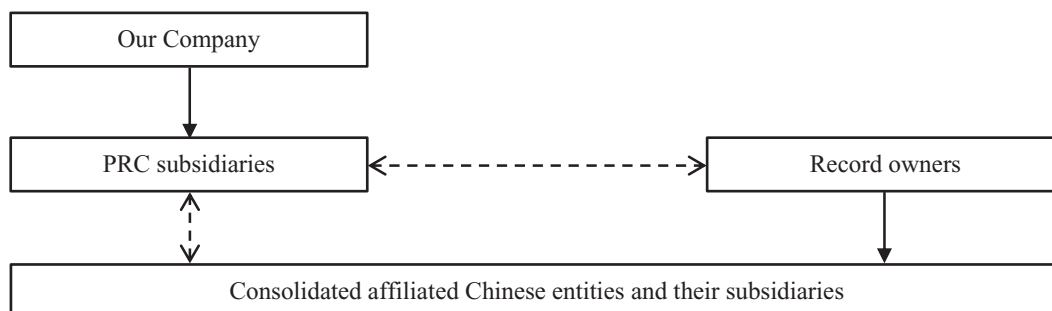 Our Company
PRC subsidiaries
Record owners
Consolidated affiliated Chinese entities and their subsidiaries